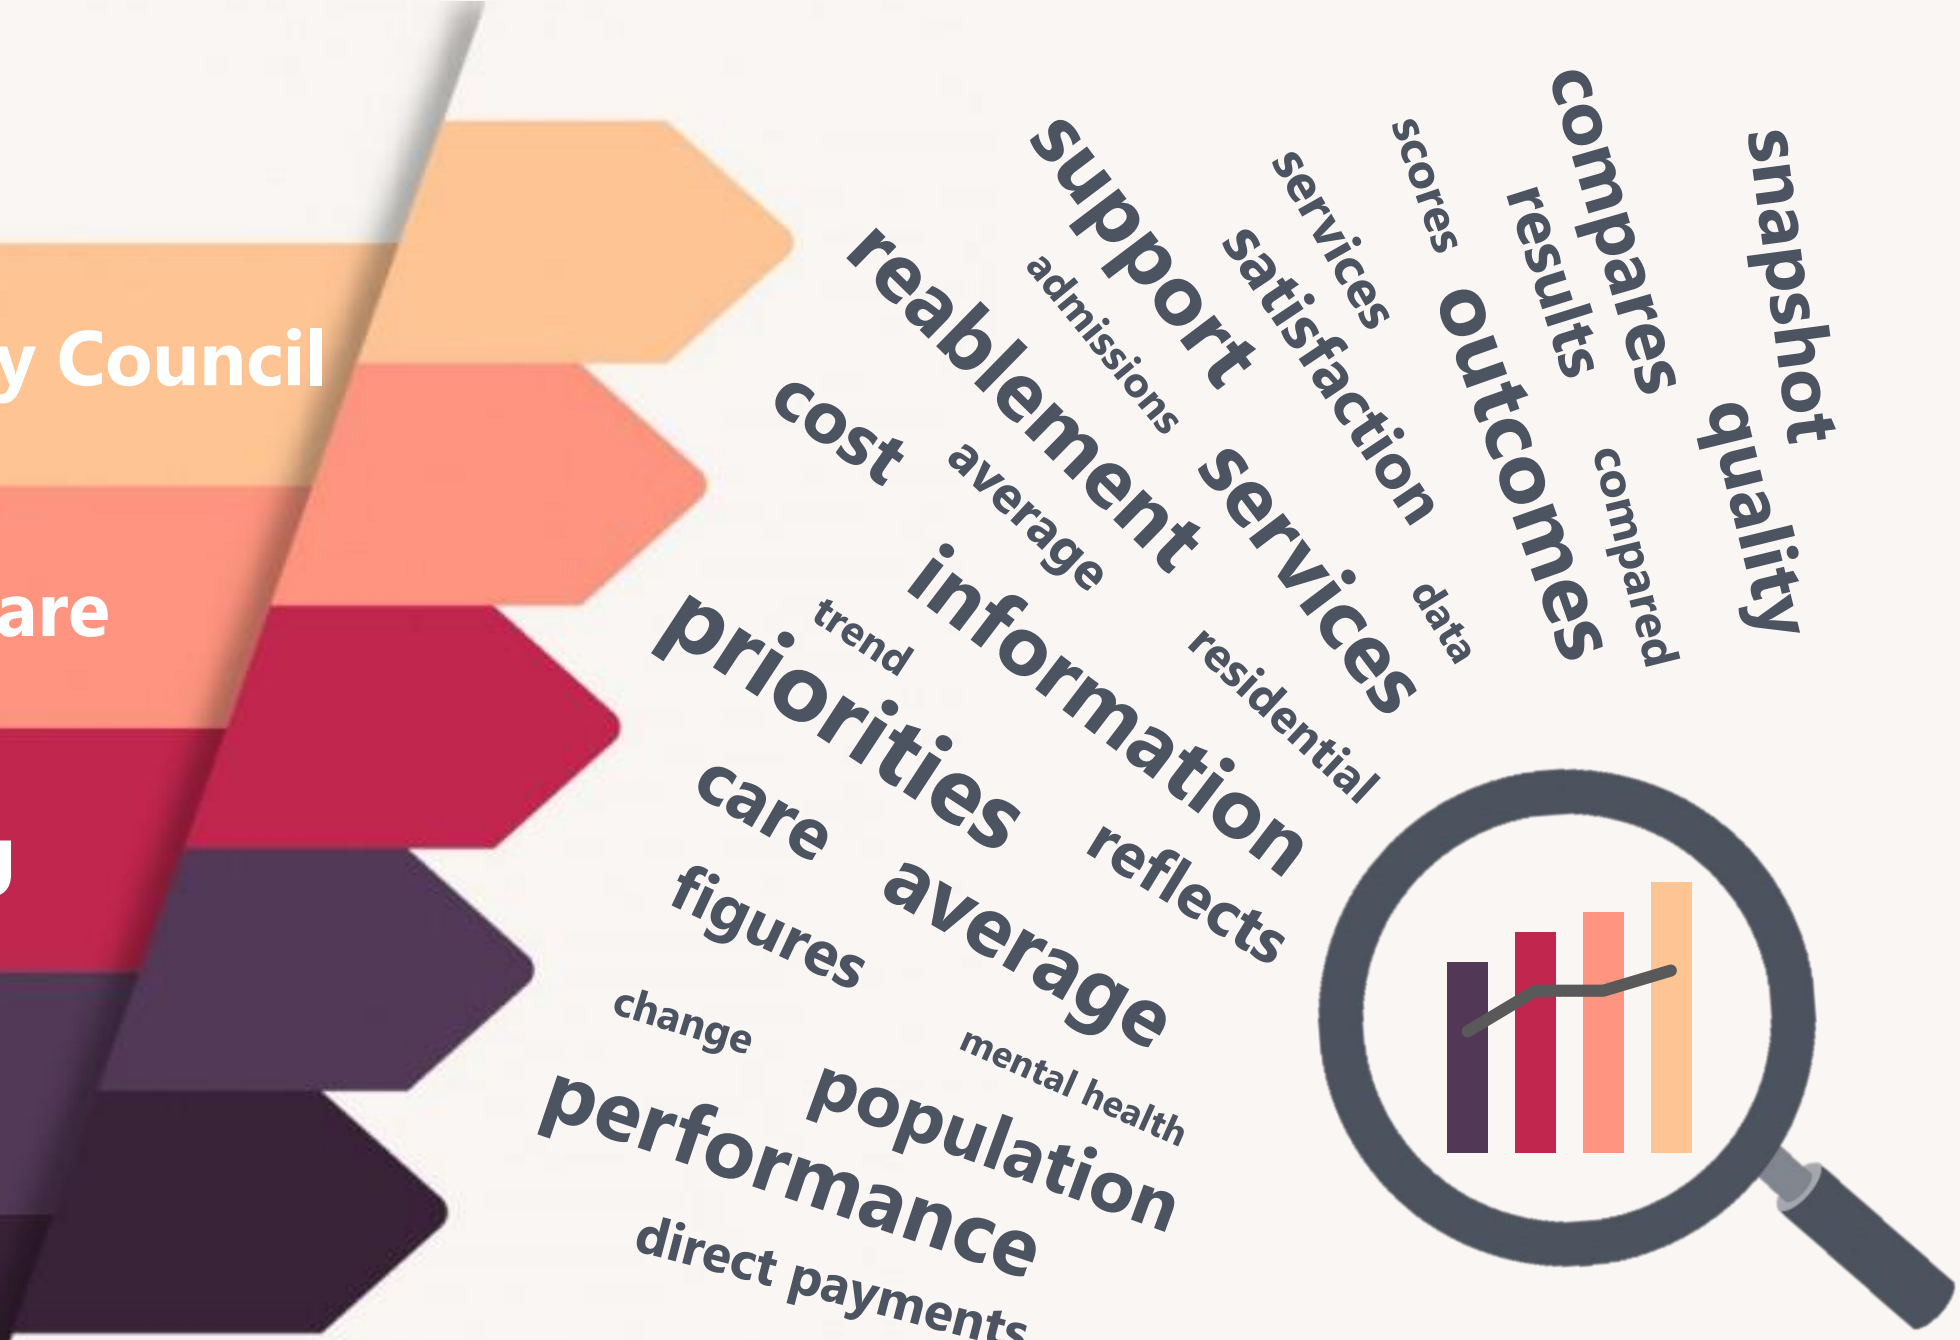 y Council
are
g
support
services
scores
compares
snapshot
reablement
admissions
satisfaction
results
outcomes
cost
average
services
compared
quality
information
data
priorities
trend
residential
care
reflects
figures
average
change
mental health
population
performance
direct payments